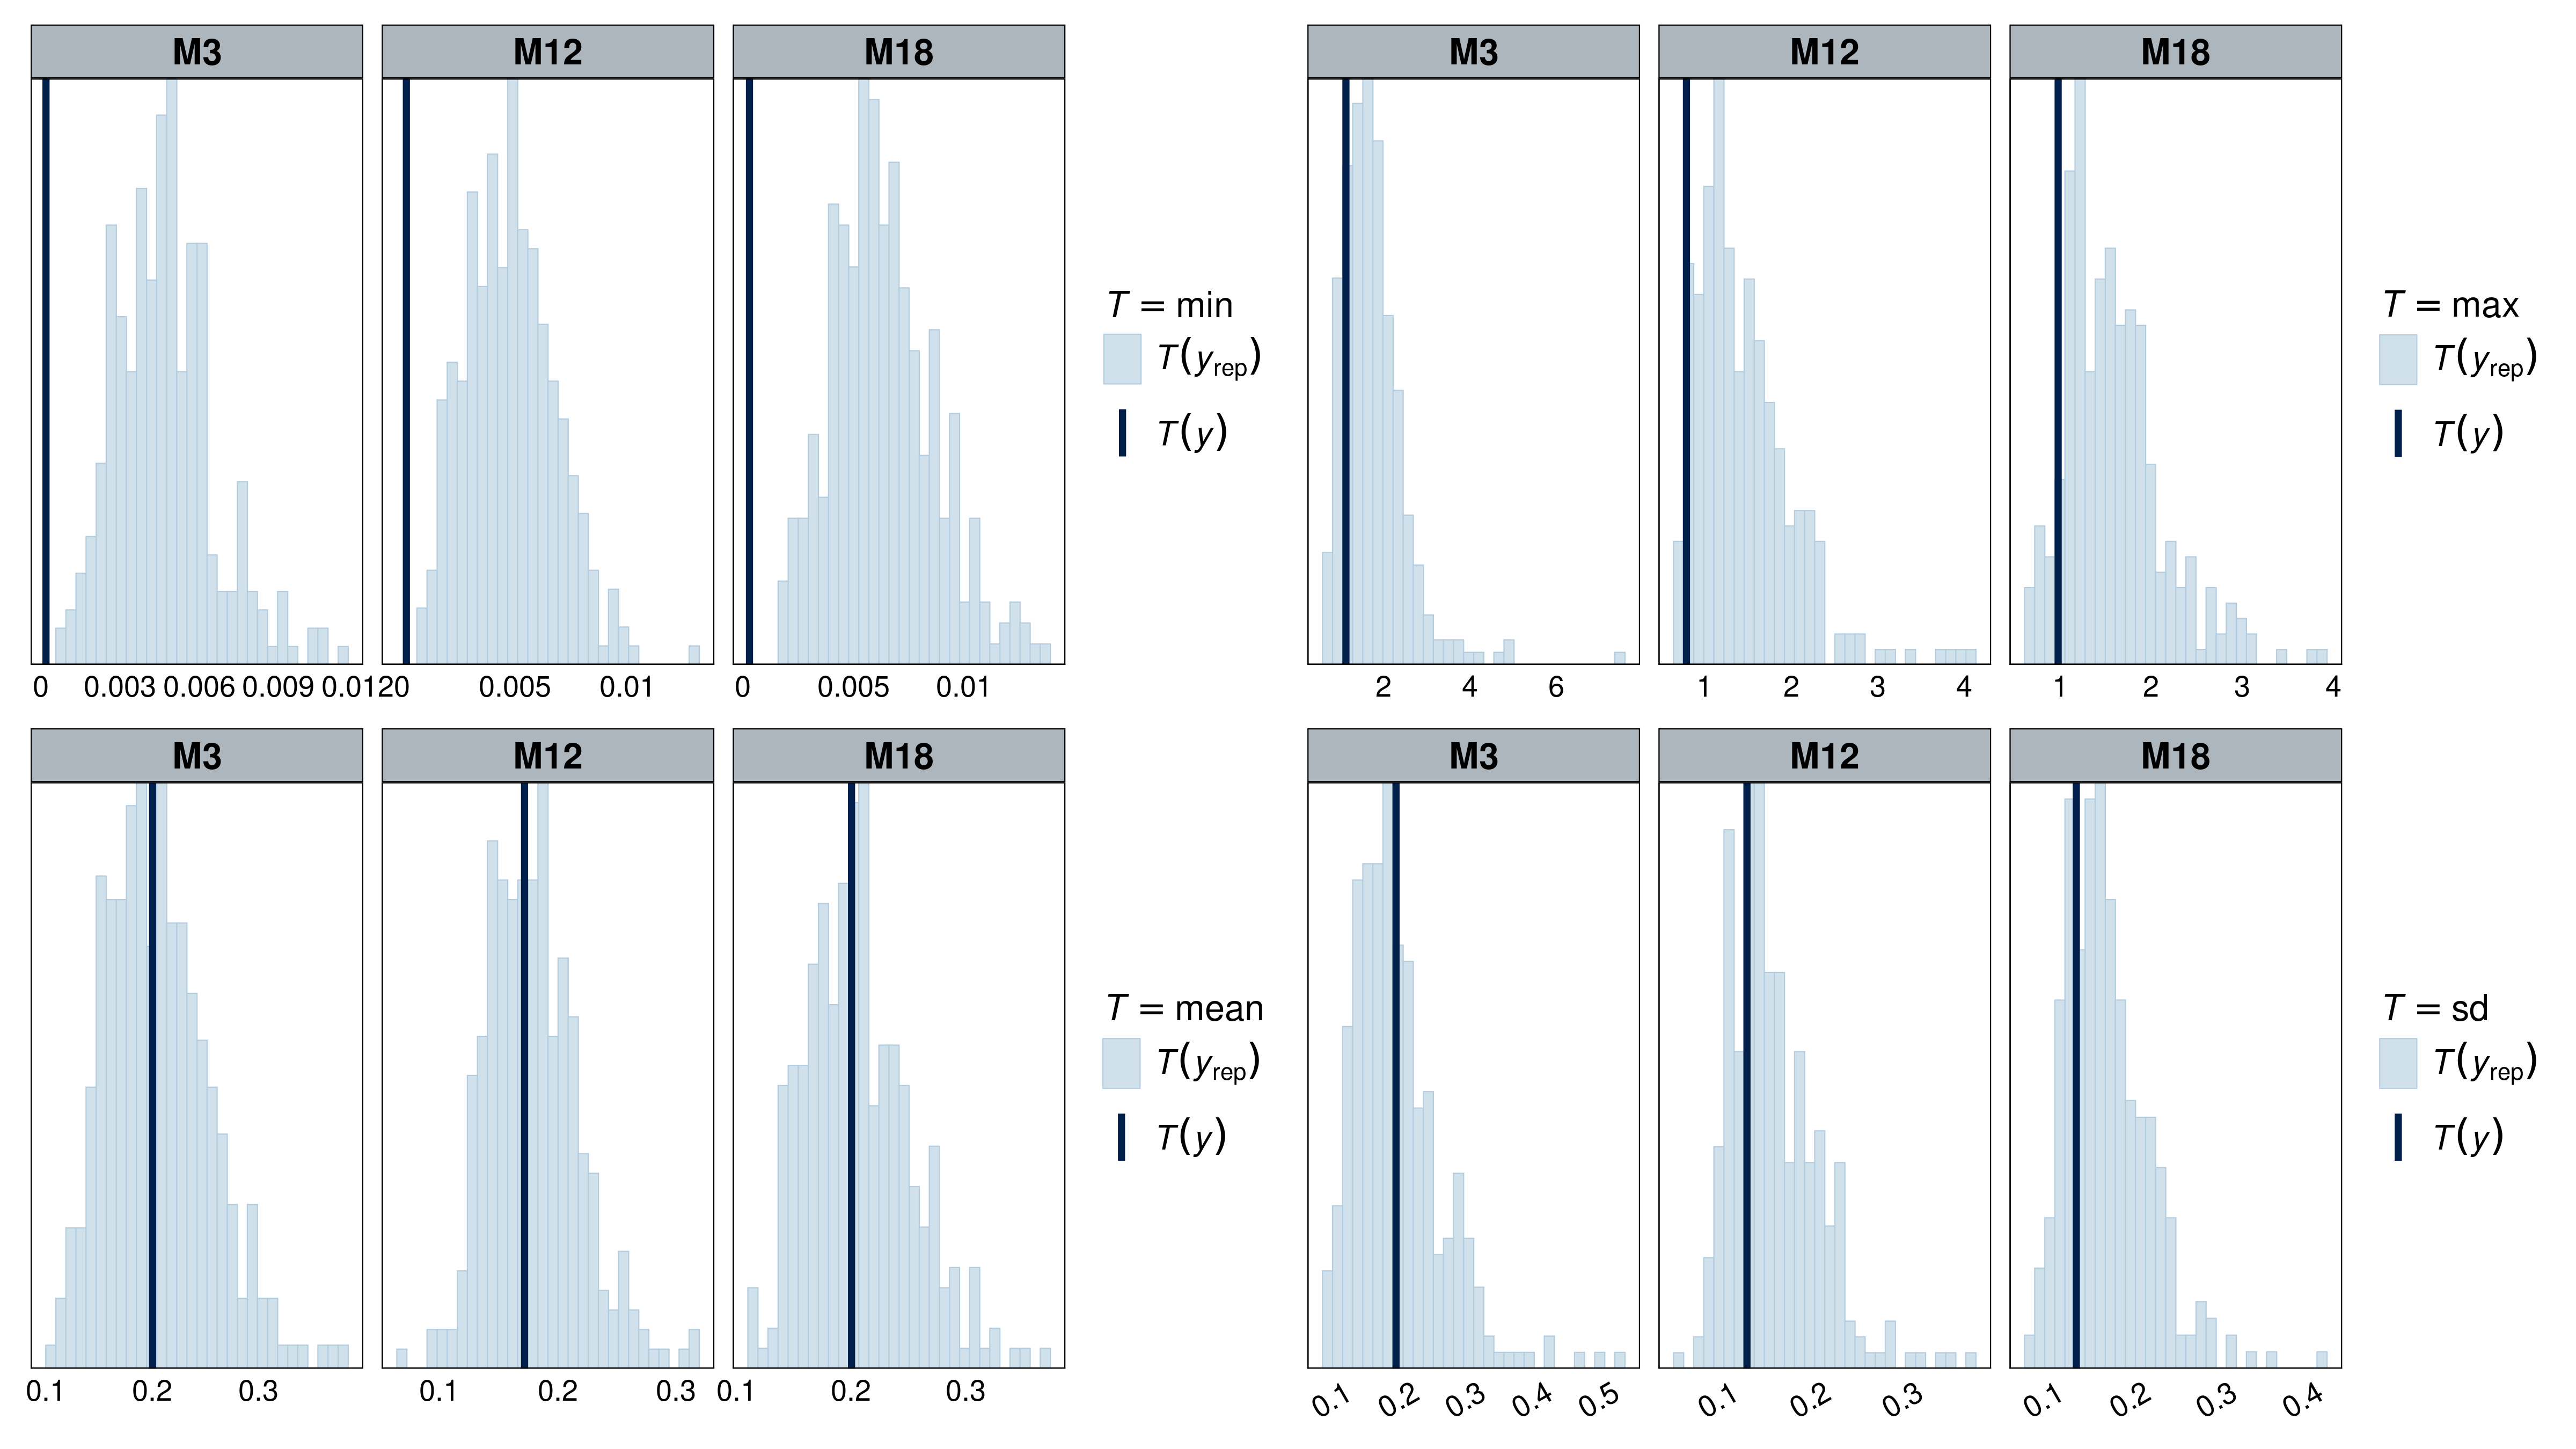 M3 M12 M18
0 0.003 0.006 0.009 0.0120 0.005 0.01 0 0.005 0.01
T = min
T(yrep)
T(y)
M3 M12 M18
2 4 6 1 2 3 4 1 2 3 4
T = max
T(yrep)
T(y)
M3 M12 M18
0.1 0.2 0.3 0.1 0.2 0.3 0.1 0.2 0.3
T = mean
T(yrep)
T(y)
M3 M12 M18
0.1 0.2 0.3 0.4 0.5 0.1 0.2 0.3 0.1 0.2 0.3 0.4
T = sd
T(yrep)
T(y)